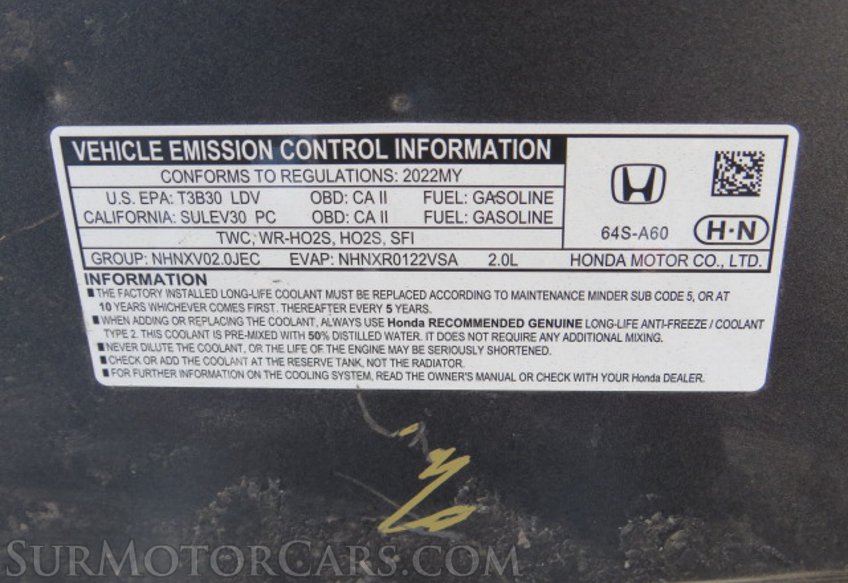 VEHICLE EMISSION CONTROL INFORMATION
CONFORMS TO REGULATIONS: 2022MY
U.S. EPA: T3B30 LDV OBD: CA II FUEL: GASOLINE
CALIFORNIA: SULEV30 PC OBD: CA II FUEL: GASOLINE
TWC, WR-HO2S, HO2S, SFI
GROUP: NHNXV02.0JEC EVAP: NHNXR0122VSA 2.0L
64S-A60
H·N
HONDA MOTOR CO., LTD.
INFORMATION
■ THE FACTORY INSTALLED LONG-LIFE COOLANT MUST BE REPLACED ACCORDING TO MAINTENANCE MINDER SUB CODE 5, OR AT
10 YEARS WHICHEVER COMES FIRST. THEREAFTER EVERY 5 YEARS.
■ WHEN ADDING OR REPLACING THE COOLANT, ALWAYS USE Honda RECOMMENDED GENUINE LONG-LIFE ANTI-FREEZE / COOLANT
TYPE 2. THIS COOLANT IS PRE-MIXED WITH 50% DISTILLED WATER. IT DOES NOT REQUIRE ANY ADDITIONAL MIXING.
■ NEVER DILUTE THE COOLANT, OR THE LIFE OF THE ENGINE MAY BE SERIOUSLY SHORTENED.
■ CHECK OR ADD THE COOLANT AT THE RESERVE TANK, NOT THE RADIATOR.
■ FOR FURTHER INFORMATION ON THE COOLING SYSTEM, READ THE OWNER'S MANUAL OR CHECK WITH YOUR Honda DEALER.
SurMotorCars.com